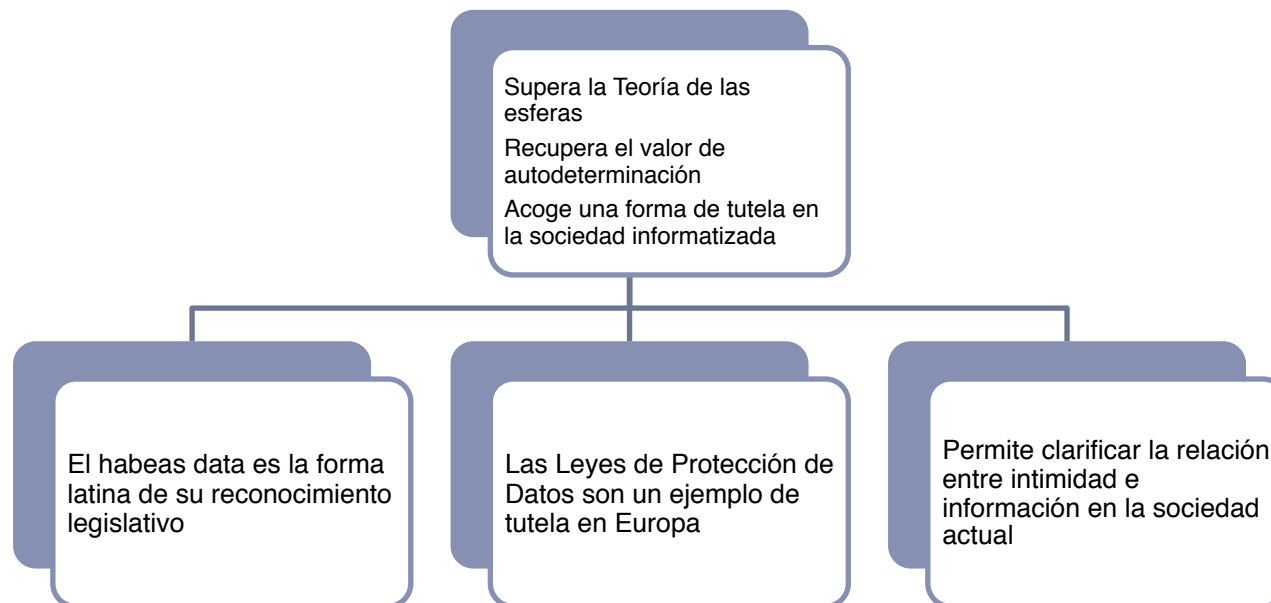 Supera la Teoría de las
esferas
Recupera el valor de
autodeterminación
Acoge una forma de tutela en
la sociedad informatizada
El habeas data es la forma
latina de su reconocimiento
legislativo
Las Leyes de Protección de
Datos son un ejemplo de
tutela en Europa
Permite clarificar la relación
entre intimidad e
información en la sociedad
actual